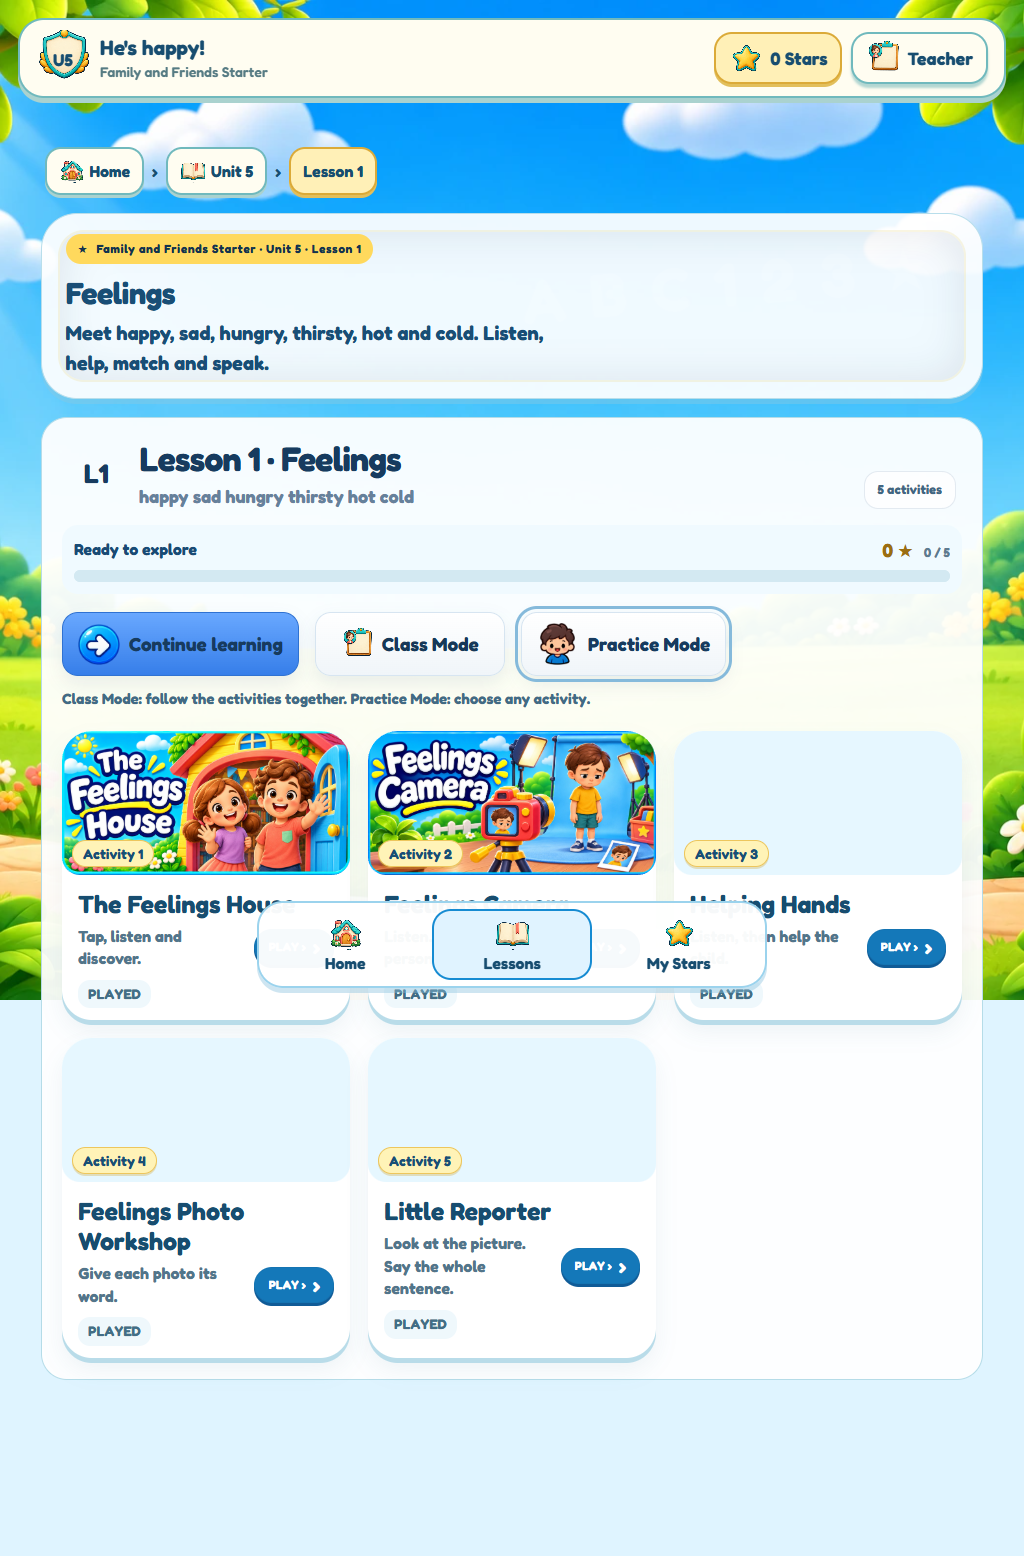 U5
He's happy!
Family and Friends Starter
0 Stars
Teacher
Home
›
Unit 5
›
Lesson 1
★ Family and Friends Starter · Unit 5 · Lesson 1
Feelings
Meet happy, sad, hungry, thirsty, hot and cold. Listen,
help, match and speak.
L1
Lesson 1 · Feelings
happy sad hungry thirsty hot cold
5 activities
Ready to explore
0 ★ 0 / 5
Continue learning
Class Mode
Practice Mode
Class Mode: follow the activities together. Practice Mode: choose any activity.
The
Feelings
House
Activity 1
The Feelings House
Tap, listen and
discover.
PLAYED
Feelings
Camera
Activity 2
Feelings Camera
PLAYED
Activity 3
Helping Hands
then help the
PLAY › ›
PLAYED
Home
Lessons
My Stars
Activity 4
Feelings Photo
Workshop
Give each photo its
word.
PLAY › ›
PLAYED
Activity 5
Little Reporter
Look at the picture.
Say the whole
sentence.
PLAY › ›
PLAYED